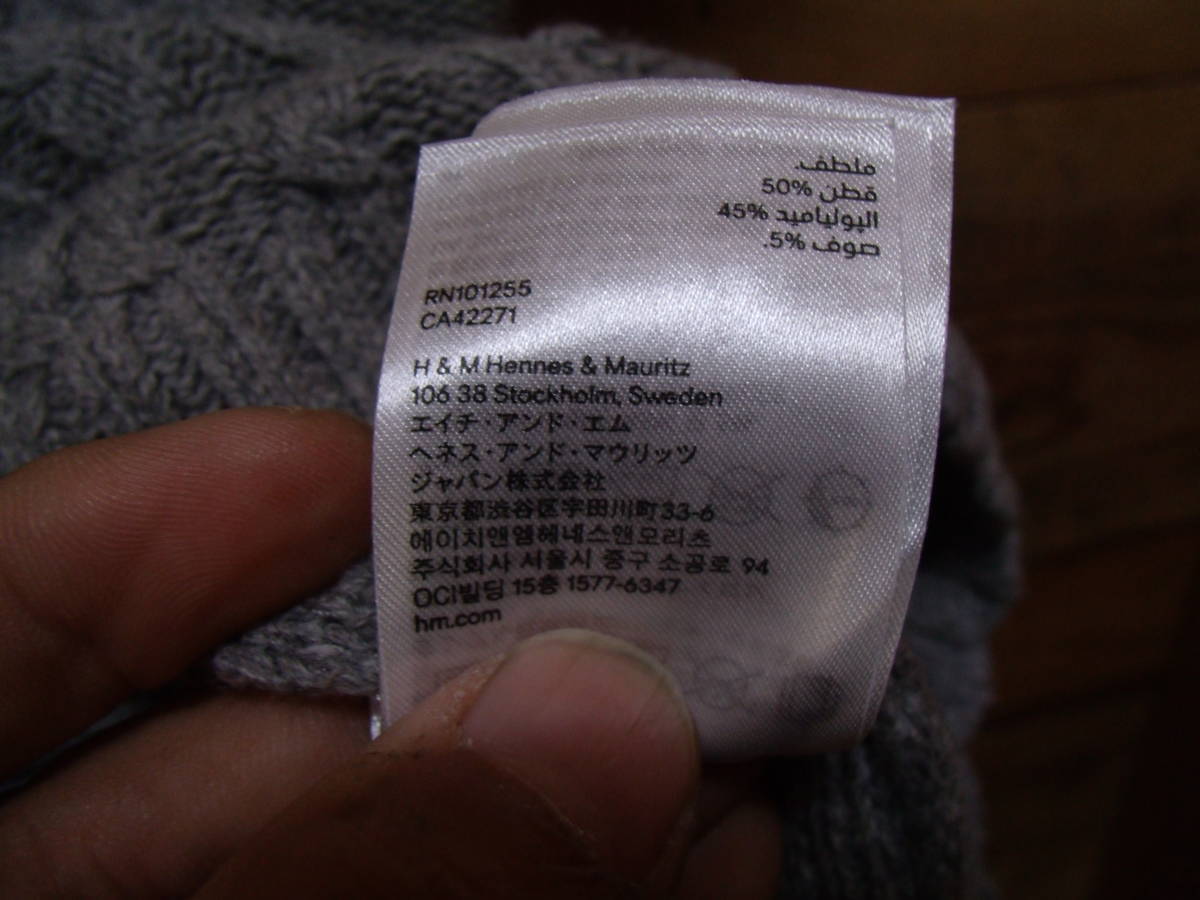 ملطف.
قطن 50%
البولياميد 45%
صوف 5%.
RN101255
CA42271
H & M Hennes & Mauritz
106 38 Stockholm, Sweden
エイチ・アンド・エム
ヘネス・アンド・マウリッツ
ジャパン株式会社
東京都渋谷区宇田川町33-6
에이치앤엠헤네스앤모리츠
주식회사 서울시 중구 소공로 94
OCI빌딩 15층 1577-6347
hm.com